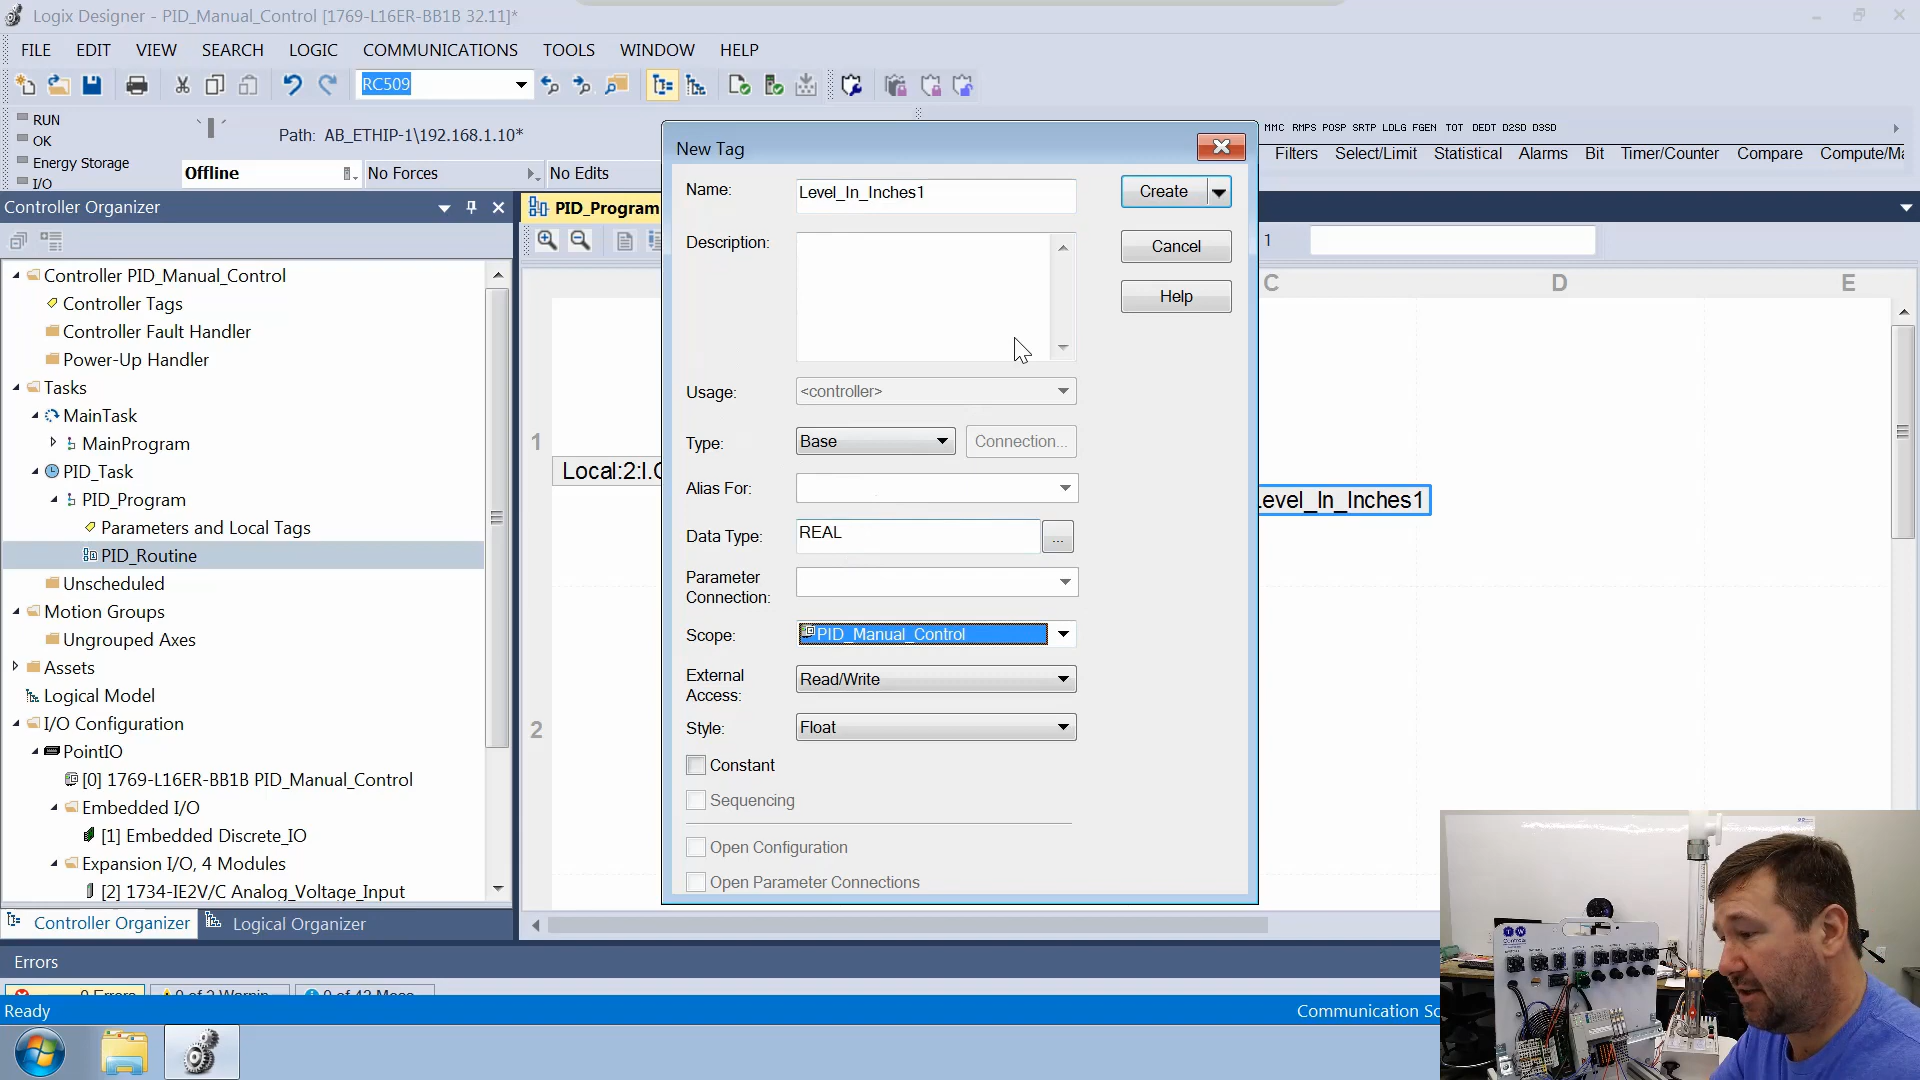 Logix Designer - PID_Manual_Control [1769-L16ER-BB1B 32.11]*
FILE EDIT VIEW SEARCH LOGIC COMMUNICATIONS TOOLS WINDOW HELP
RC509
RUN
OK
Energy Storage
I/O
Path: AB_ETHIP-1\192.168.1.10*
Offline
No Forces
No Edits
MMC RMPS POSP SRTP LDLG FGEN TOT DEDT D2SD D3SD
Filters Select/Limit Statistical Alarms Bit Timer/Counter Compare Compute/Ma
Controller Organizer
Controller PID_Manual_Control
Controller Tags
Controller Fault Handler
Power-Up Handler
Tasks
MainTask
MainProgram
PID_Task
PID_Program
Parameters and Local Tags
PID_Routine
Unscheduled
Motion Groups
Ungrouped Axes
Assets
Logical Model
I/O Configuration
PointIO
[0] 1769-L16ER-BB1B PID_Manual_Control
Embedded I/O
[1] Embedded Discrete_IO
Expansion I/O, 4 Modules
[2] 1734-IE2V/C Analog_Voltage_Input
Controller Organizer
Logical Organizer
PID_Program
1
C D E
1
Local:2:I.C
Level_In_Inches1
2
New Tag
Name: Level_In_Inches1
Create
Description:
Cancel
Help
Usage: <controller>
Type: Base
Connection...
Alias For:
Data Type: REAL
...
Parameter
Connection:
Scope: PID_Manual_Control
External
Access:
Read/Write
Style: Float
Constant
Sequencing
Open Configuration
Open Parameter Connections
Errors
0 Errors
Ready
Communication